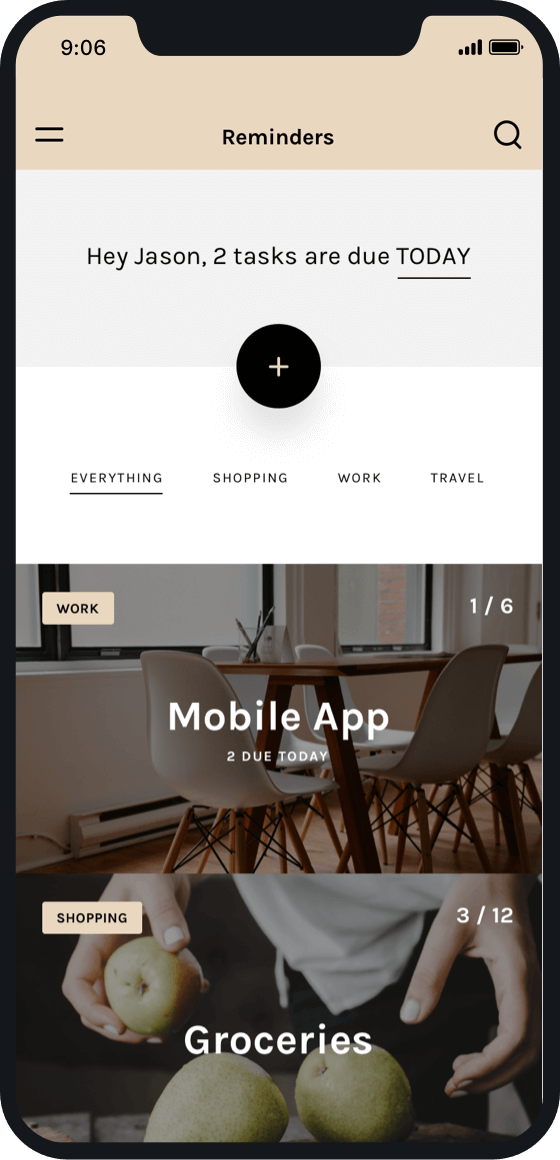 9:06
Reminders
Hey Jason, 2 tasks are due TODAY
+
EVERYTHING SHOPPING WORK TRAVEL
WORK 1 / 6
Mobile App
2 DUE TODAY
SHOPPING 3 / 12
Groceries